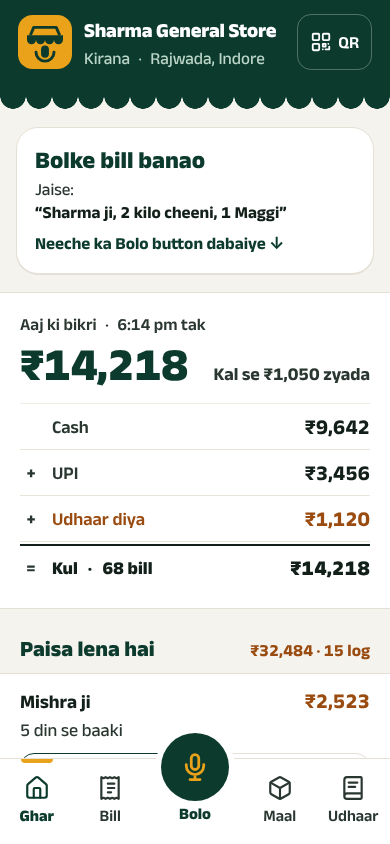 Sharma General Store
QR
Kirana · Rajwada, Indore
Bolke bill banao
Jaise:
“Sharma ji, 2 kilo cheeni, 1 Maggi”
Neeche ka Bolo button dabaiye ↓
Aaj ki bikri · 6:14 pm tak
₹14,218 Kal se ₹1,050 zyada
Cash ₹9,642
+ UPI ₹3,456
+ Udhaar diya ₹1,120
= Kul · 68 bill ₹14,218
Paisa lena hai ₹32,484 · 15 log
Mishra ji ₹2,523
5 din se baaki
Ghar Bill Bolo Maal Udhaar